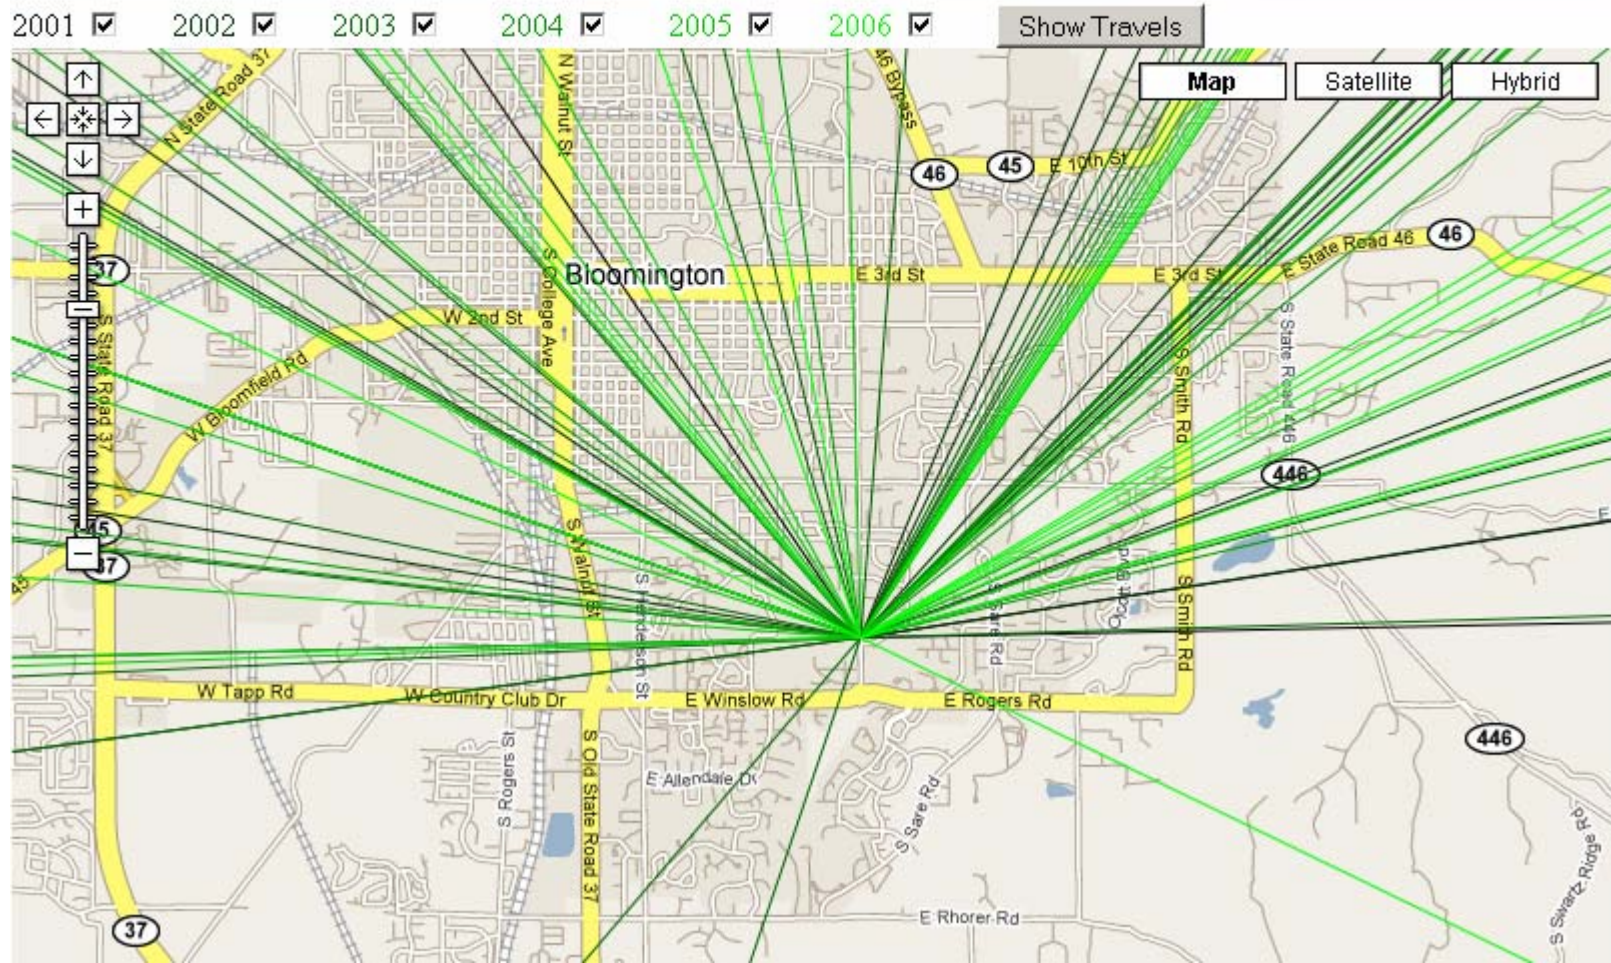 2001 2002 2003 2004 2005 2006 Show Travels
Map Satellite Hybrid
N State Road 37
N Walnut St
46 Bypass
46
45
E 10th St
37
Bloomington
E 3rd St
E 3rd St
E State Road 46
46
W 2nd St
S College Ave
S State Road 37
W Bloomfield Rd
S Smith Rd
S State Road 446
446
45
37
45
S Walnut St
S Henderson St
S Sare Rd
Olcott Blvd
S Smith Rd
E
W Tapp Rd
W Country Club Dr
E Winslow Rd
E Rogers Rd
446
S Rogers St
S Old State Road 37
E Allendale Dr
S Sare Rd
S Swartz Ridge Rd
E Rhorer Rd
37